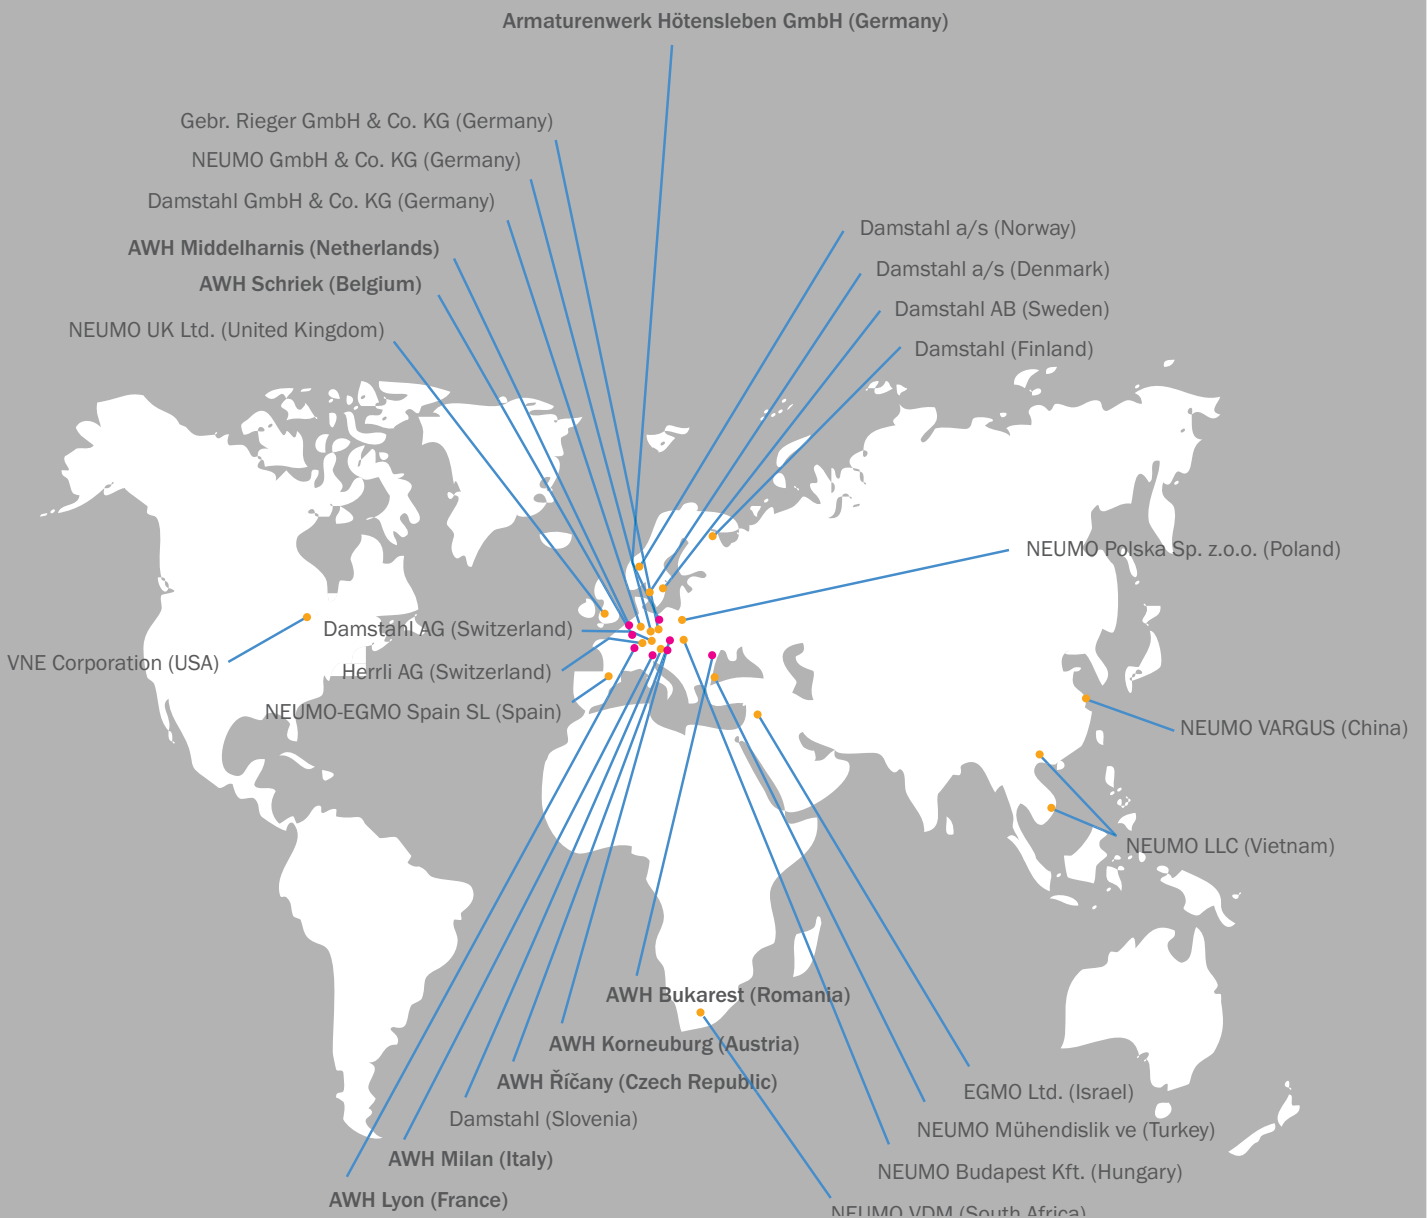 Armaturenwerk Hötensleben GmbH (Germany)
Gebr. Rieger GmbH & Co. KG (Germany)
NEUMO GmbH & Co. KG (Germany)
Damstahl GmbH & Co. KG (Germany)
AWH Middelharnis (Netherlands)
AWH Schriek (Belgium)
NEUMO UK Ltd. (United Kingdom)
Damstahl a/s (Norway)
Damstahl a/s (Denmark)
Damstahl AB (Sweden)
Damstahl (Finland)
NEUMO Polska Sp. z.o.o. (Poland)
Damstahl AG (Switzerland)
VNE Corporation (USA)
Herrli AG (Switzerland)
NEUMO-EGMO Spain SL (Spain)
NEUMO VARGUS (China)
NEUMO LLC (Vietnam)
AWH Bukarest (Romania)
AWH Korneuburg (Austria)
AWH Říčany (Czech Republic)
Damstahl (Slovenia)
AWH Milan (Italy)
AWH Lyon (France)
EGMO Ltd. (Israel)
NEUMO Mühendislik ve (Turkey)
NEUMO Budapest Kft. (Hungary)
NEUMO VDM (South Africa)